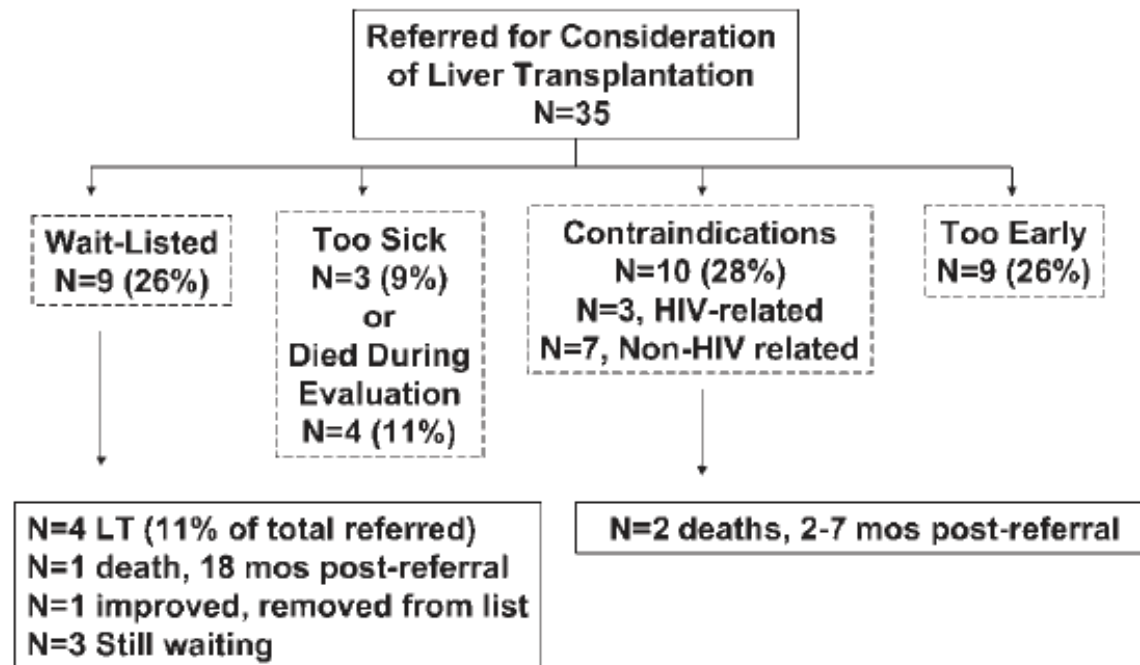 Referred for Consideration
of Liver Transplantation
N=35
Wait-Listed
N=9 (26%)
Too Sick
N=3 (9%)
or
Died During
Evaluation
N=4 (11%)
Contraindications
N=10 (28%)
N=3, HIV-related
N=7, Non-HIV related
Too Early
N=9 (26%)
N=4 LT (11% of total referred)
N=1 death, 18 mos post-referral
N=1 improved, removed from list
N=3 Still waiting
N=2 deaths, 2-7 mos post-referral